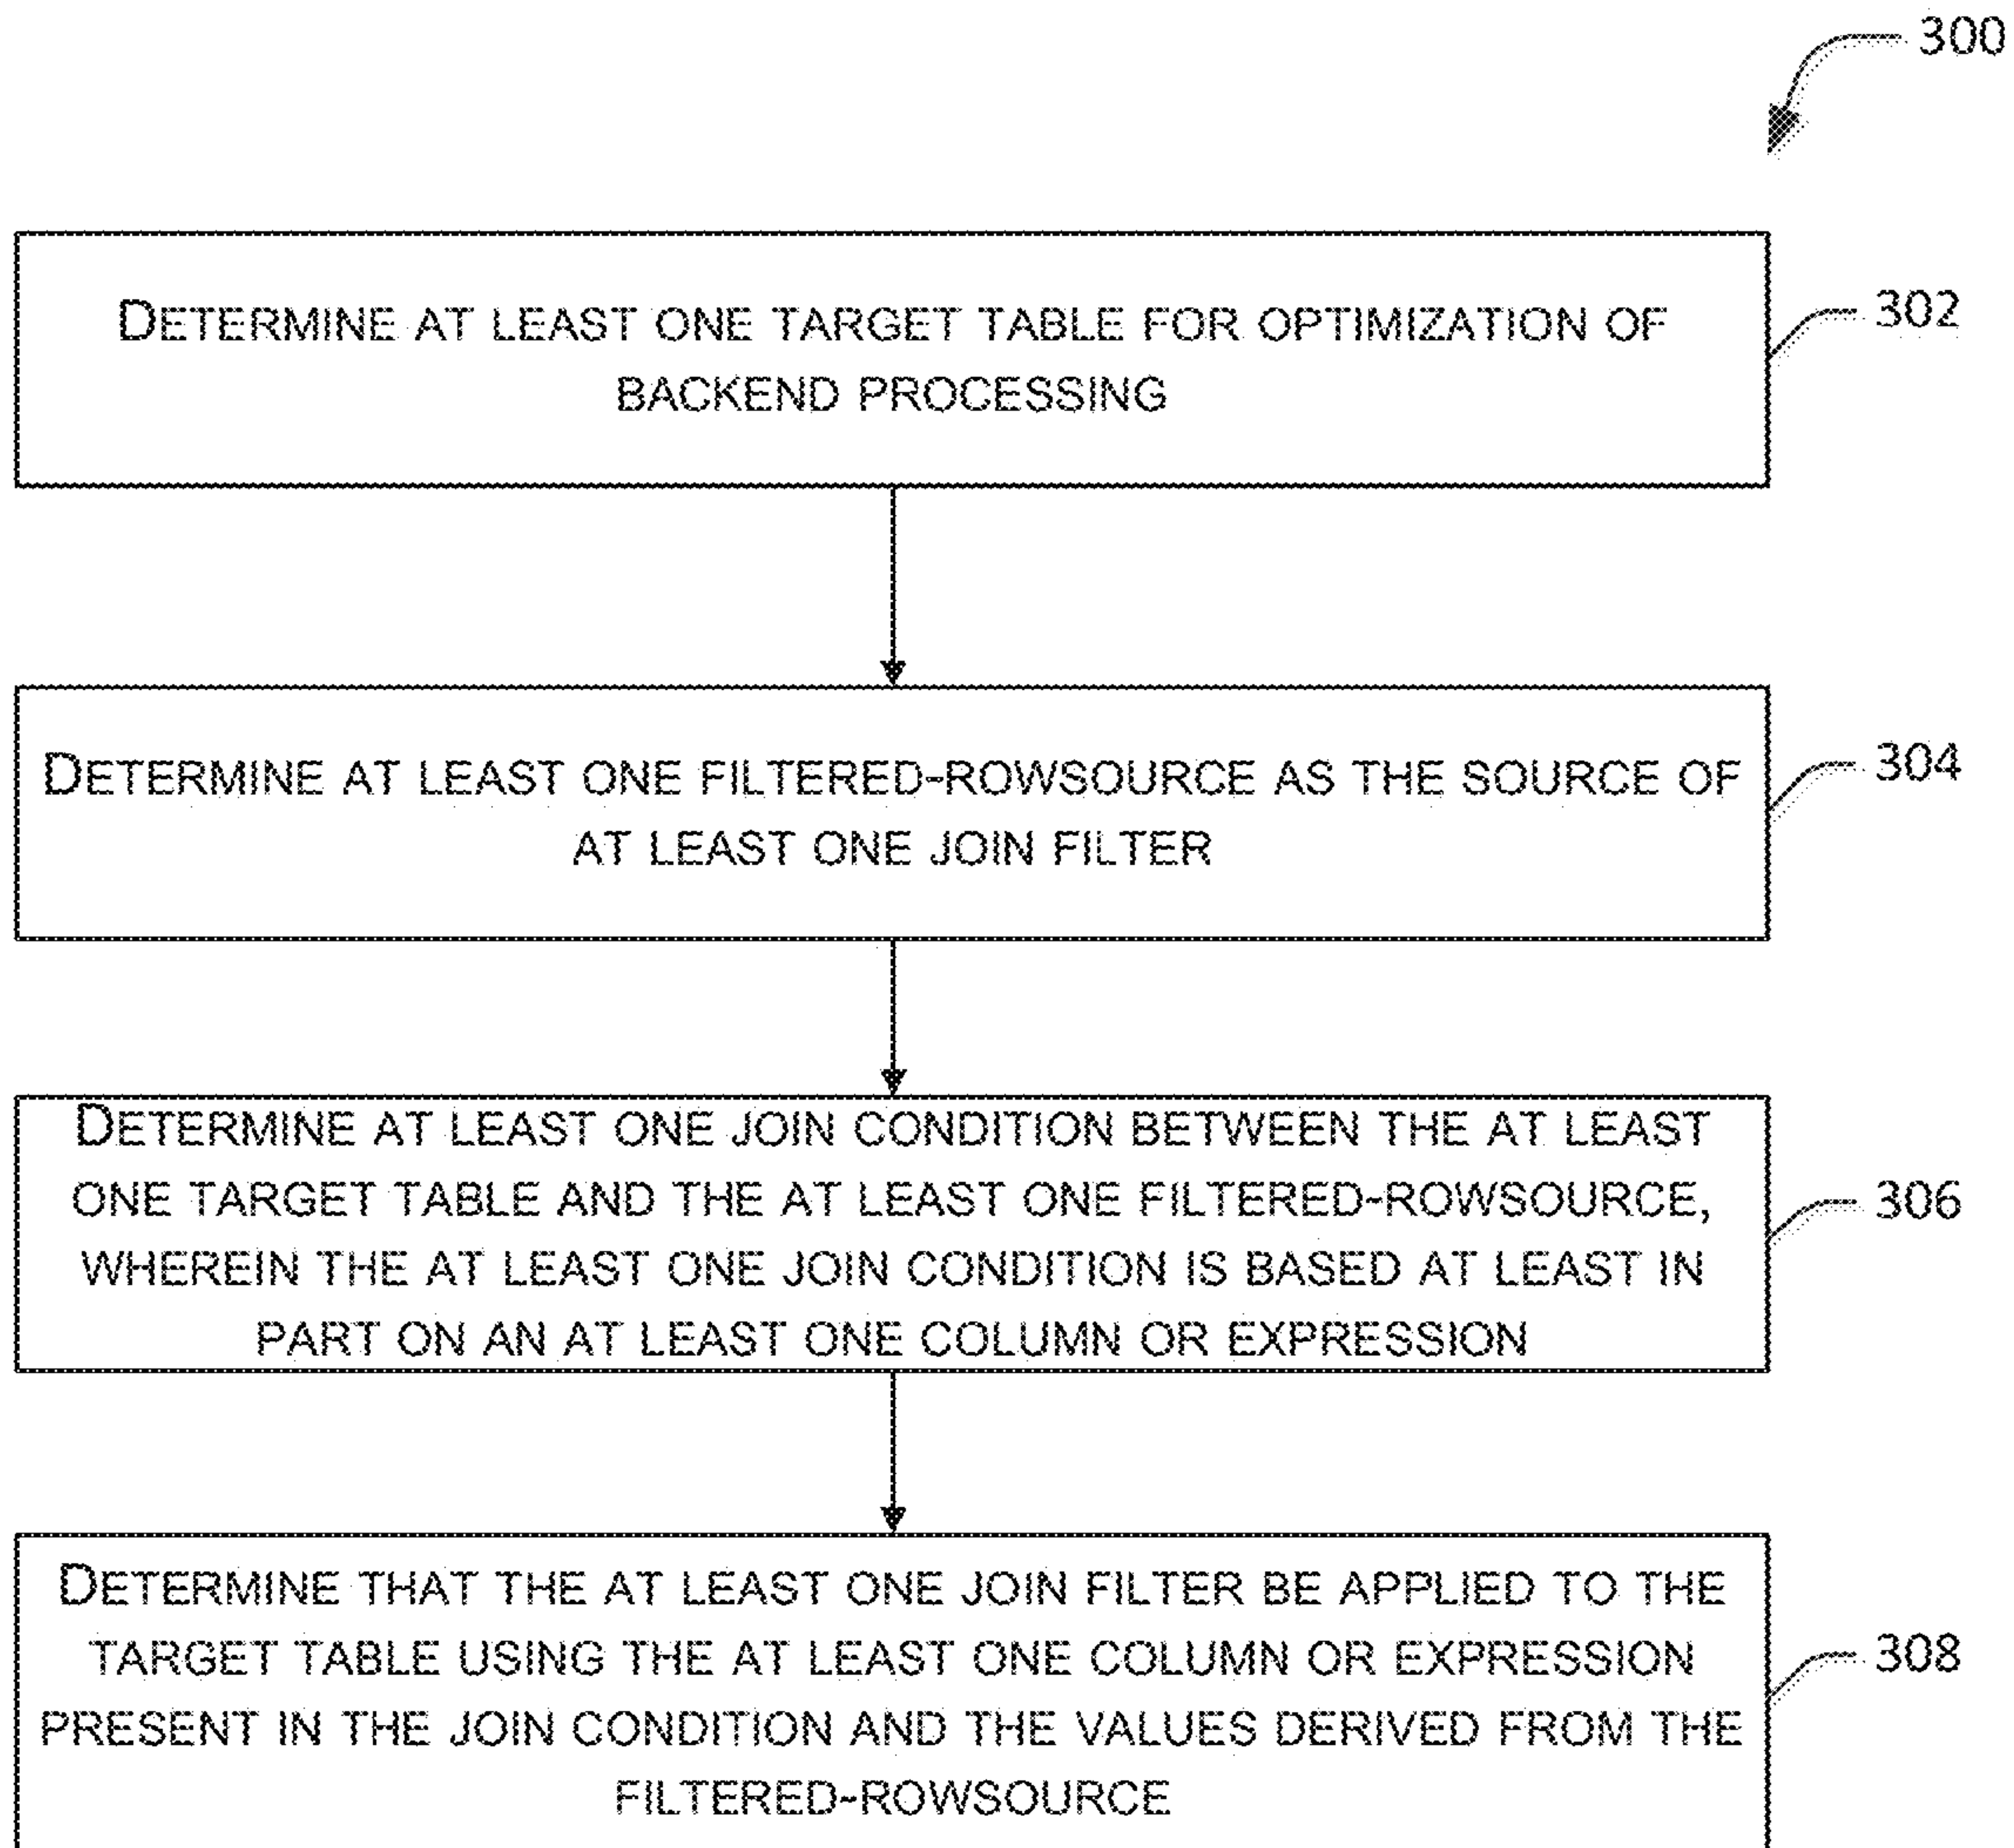 300
DETERMINE AT LEAST ONE TARGET TABLE FOR OPTIMIZATION OF
BACKEND PROCESSING
302
DETERMINE AT LEAST ONE FILTERED-ROWSOURCE AS THE SOURCE OF
AT LEAST ONE JOIN FILTER
304
DETERMINE AT LEAST ONE JOIN CONDITION BETWEEN THE AT LEAST
ONE TARGET TABLE AND THE AT LEAST ONE FILTERED-ROWSOURCE,
WHEREIN THE AT LEAST ONE JOIN CONDITION IS BASED AT LEAST IN
PART ON AN AT LEAST ONE COLUMN OR EXPRESSION
306
DETERMINE THAT THE AT LEAST ONE JOIN FILTER BE APPLIED TO THE
TARGET TABLE USING THE AT LEAST ONE COLUMN OR EXPRESSION
PRESENT IN THE JOIN CONDITION AND THE VALUES DERIVED FROM THE
FILTERED-ROWSOURCE
308